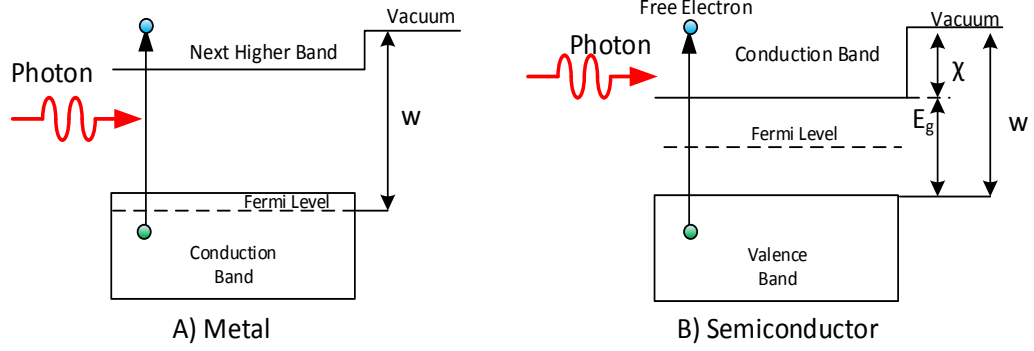 Vacuum
Next Higher Band
Photon
w
Fermi Level
Conduction
Band
A) Metal
Free Electron
Vacuum
Photon
Conduction Band
χ
Eg
w
Fermi Level
Valence
Band
B) Semiconductor